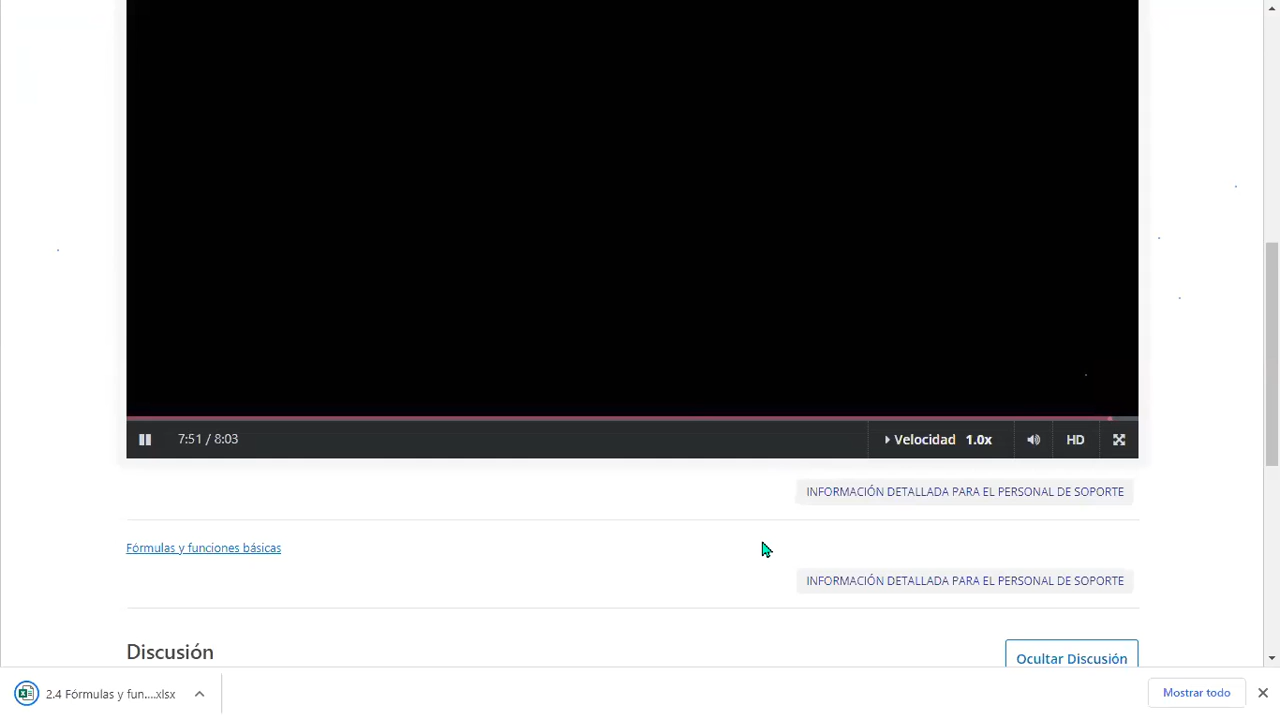 7:51 / 8:03
Velocidad 1.0x
HD
INFORMACIÓN DETALLADA PARA EL PERSONAL DE SOPORTE
Fórmulas y funciones básicas
INFORMACIÓN DETALLADA PARA EL PERSONAL DE SOPORTE
Discusión
Ocultar Discusión
2.4 Fórmulas y fun....xlsx
Mostrar todo